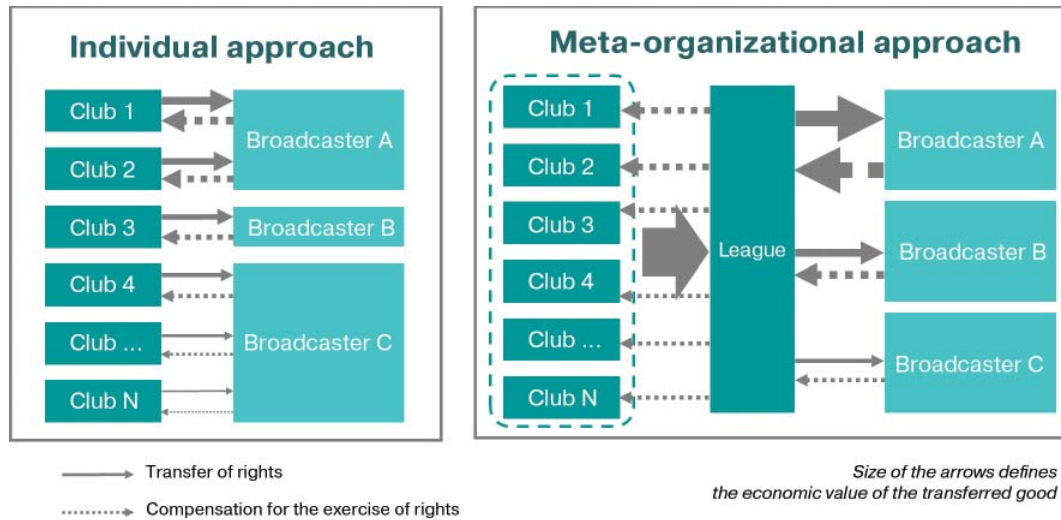 Individual approach
Club 1
Club 2
Club 3
Club 4
Club ...
Club N
Broadcaster A
Broadcaster B
Broadcaster C
Meta-organizational approach
Club 1
Club 2
Club 3
Club 4
Club ...
Club N
League
Broadcaster A
Broadcaster B
Broadcaster C
Transfer of rights
Compensation for the exercise of rights
Size of the arrows defines
the economic value of the transferred good